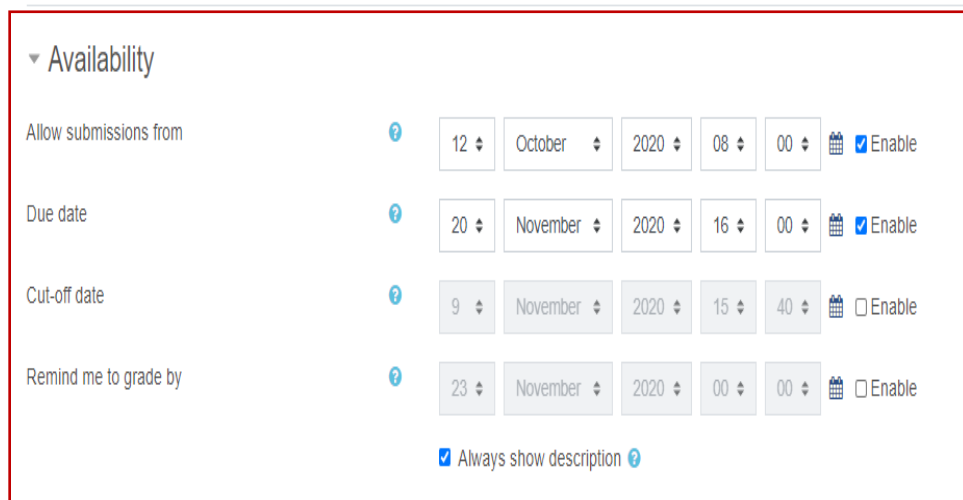 Availability
Allow submissions from 12 October 2020 08 00 Enable
Due date 20 November 2020 16 00 Enable
Cut-off date 9 November 2020 15 40 Enable
Remind me to grade by 23 November 2020 00 00 Enable
Always show description